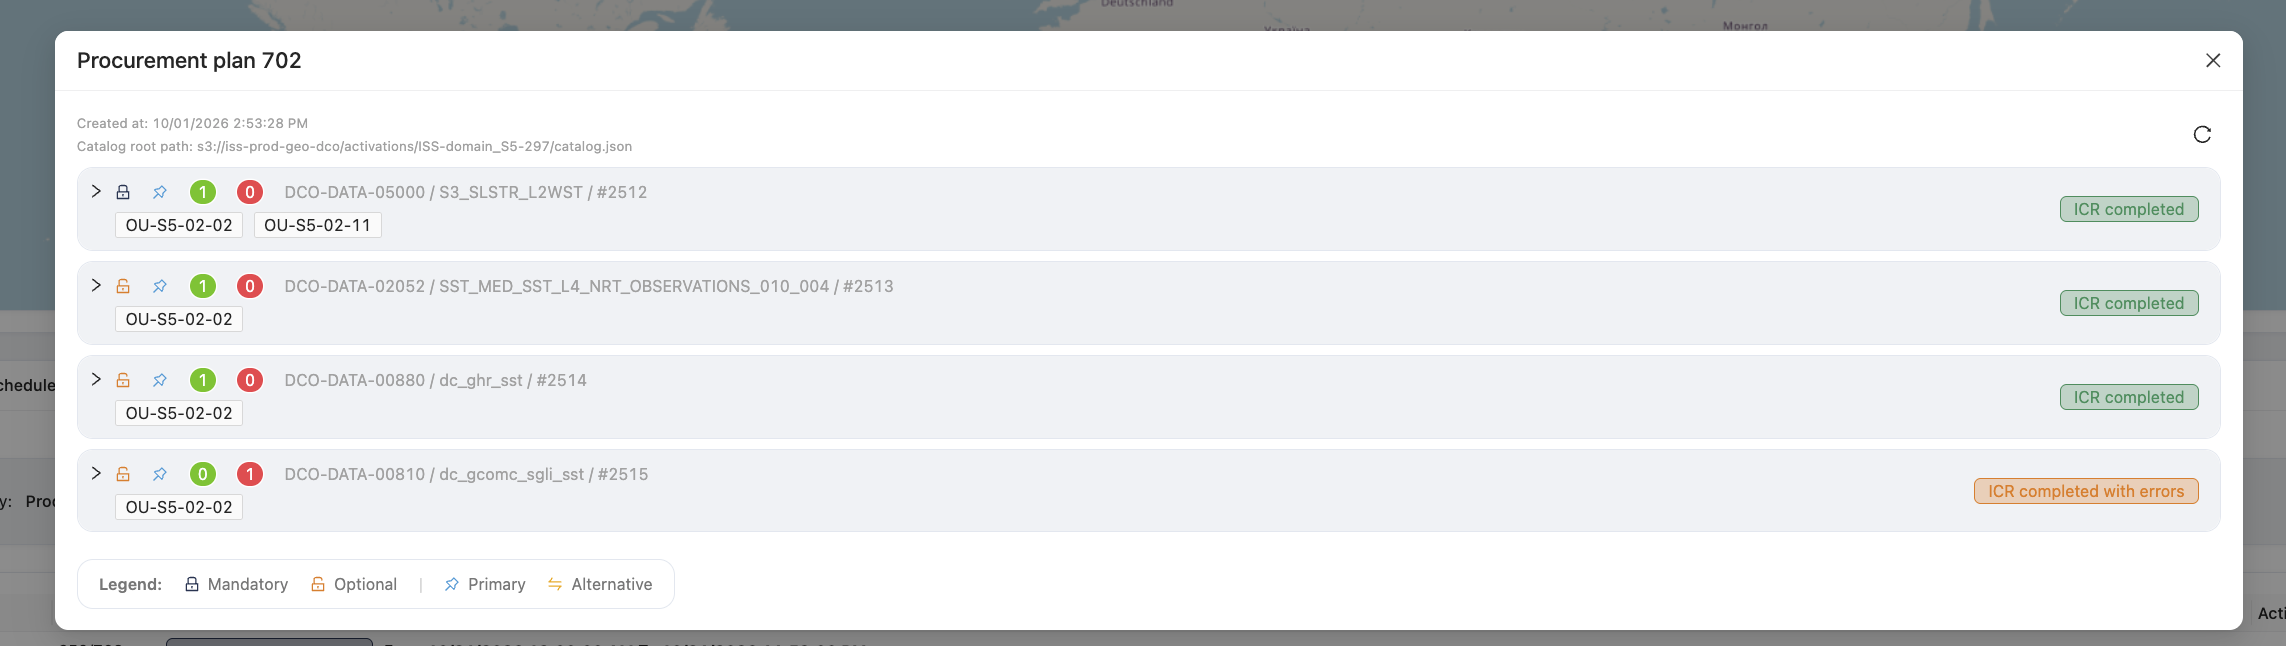 Deutschland
Україна
Монгол
Procurement plan 702
Created at: 10/01/2026 2:53:28 PM
Catalog root path: s3://iss-prod-geo-dco/activations/ISS-domain_S5-297/catalog.json
1 0 DCO-DATA-05000 / S3_SLSTR_L2WST / #2512
OU-S5-02-02 OU-S5-02-11
ICR completed
1 0 DCO-DATA-02052 / SST_MED_SST_L4_NRT_OBSERVATIONS_010_004 / #2513
OU-S5-02-02
ICR completed
1 0 DCO-DATA-00880 / dc_ghr_sst / #2514
OU-S5-02-02
ICR completed
0 1 DCO-DATA-00810 / dc_gcomc_sgli_sst / #2515
OU-S5-02-02
ICR completed with errors
Legend: Mandatory Optional | Primary Alternative